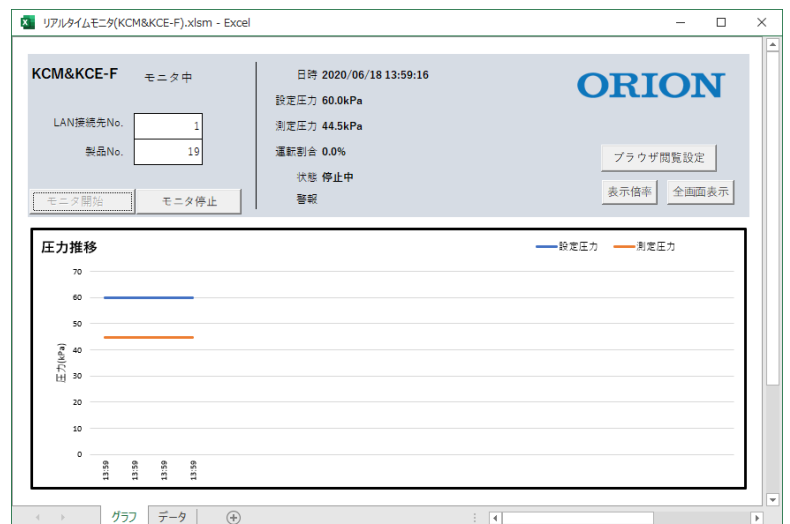 リアルタイムモニタ(KCM&KCE-F).xlsm - Excel
KCM&KCE-F モニタ中
LAN接続先No. 1
製品No. 19
モニタ開始 モニタ停止
日時 2020/06/18 13:59:16
設定圧力 60.0kPa
測定圧力 44.5kPa
運転割合 0.0%
状態 停止中
警報
ORION
ブラウザ閲覧設定
表示倍率 全画面表示
圧力推移
設定圧力 測定圧力
圧力(kPa)
70
60
50
40
30
20
10
0
13:59 13:59 13:59 13:59
グラフ データ